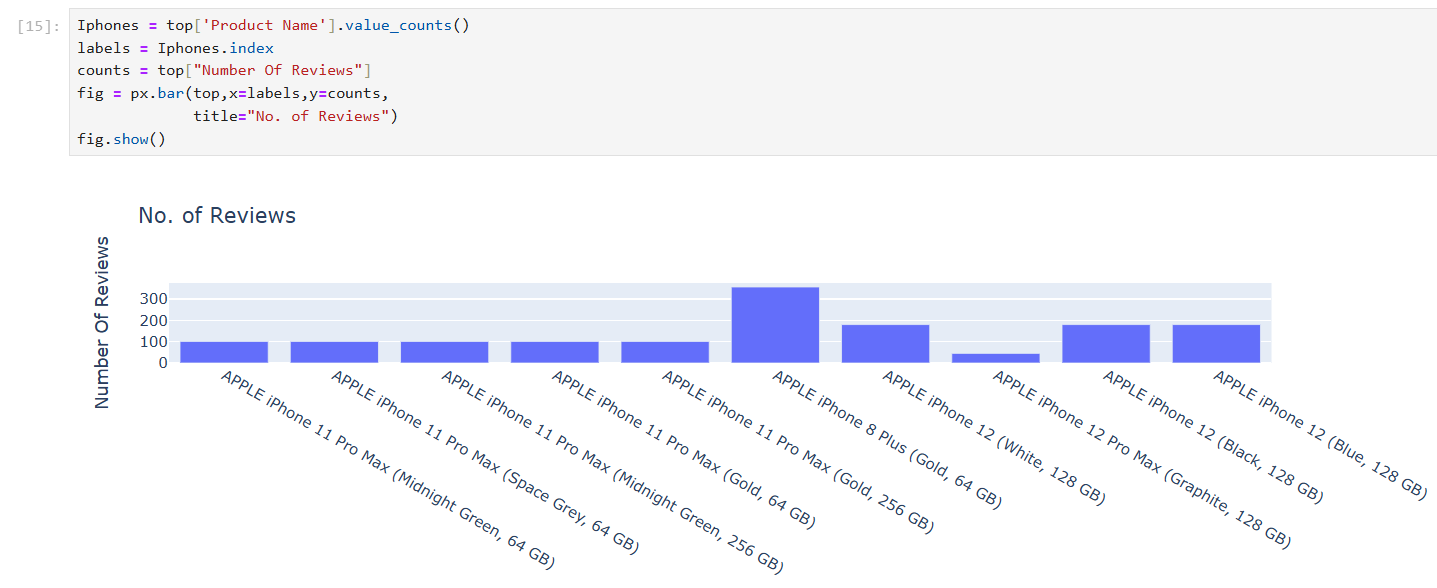 [15]:
Iphones = top['Product Name'].value_counts()
labels = Iphones.index
counts = top["Number Of Reviews"]
fig = px.bar(top,x=labels,y=counts,
             title="No. of Reviews")
fig.show()
No. of Reviews
Number Of Reviews
300
200
100
0
APPLE iPhone 11 Pro Max (Midnight Green, 64 GB)
APPLE iPhone 11 Pro Max (Space Grey, 64 GB)
APPLE iPhone 11 Pro Max (Midnight Green, 256 GB)
APPLE iPhone 11 Pro Max (Gold, 64 GB)
APPLE iPhone 11 Pro Max (Gold, 256 GB)
APPLE iPhone 8 Plus (Gold, 64 GB)
APPLE iPhone 12 (White, 128 GB)
APPLE iPhone 12 Pro Max (Graphite, 128 GB)
APPLE iPhone 12 (Black, 128 GB)
APPLE iPhone 12 (Blue, 128 GB)